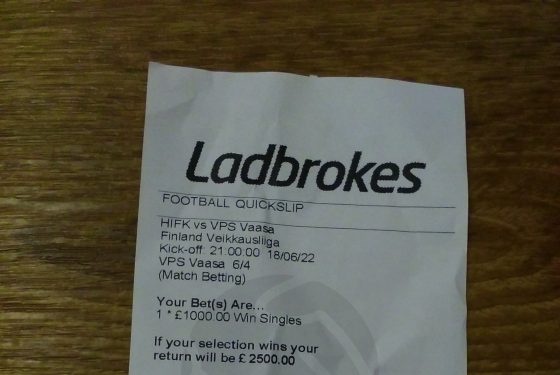 Ladbrokes
FOOTBALL QUICKSLIP
HIFK vs VPS Vaasa
Finland Veikkausliiga
Kick-off: 21:00:00 18/06/22
VPS Vaasa 6/4
(Match Betting)
Your Bet(s) Are...
1 * £1000.00 Win Singles
If your selection wins your
return will be £ 2500.00